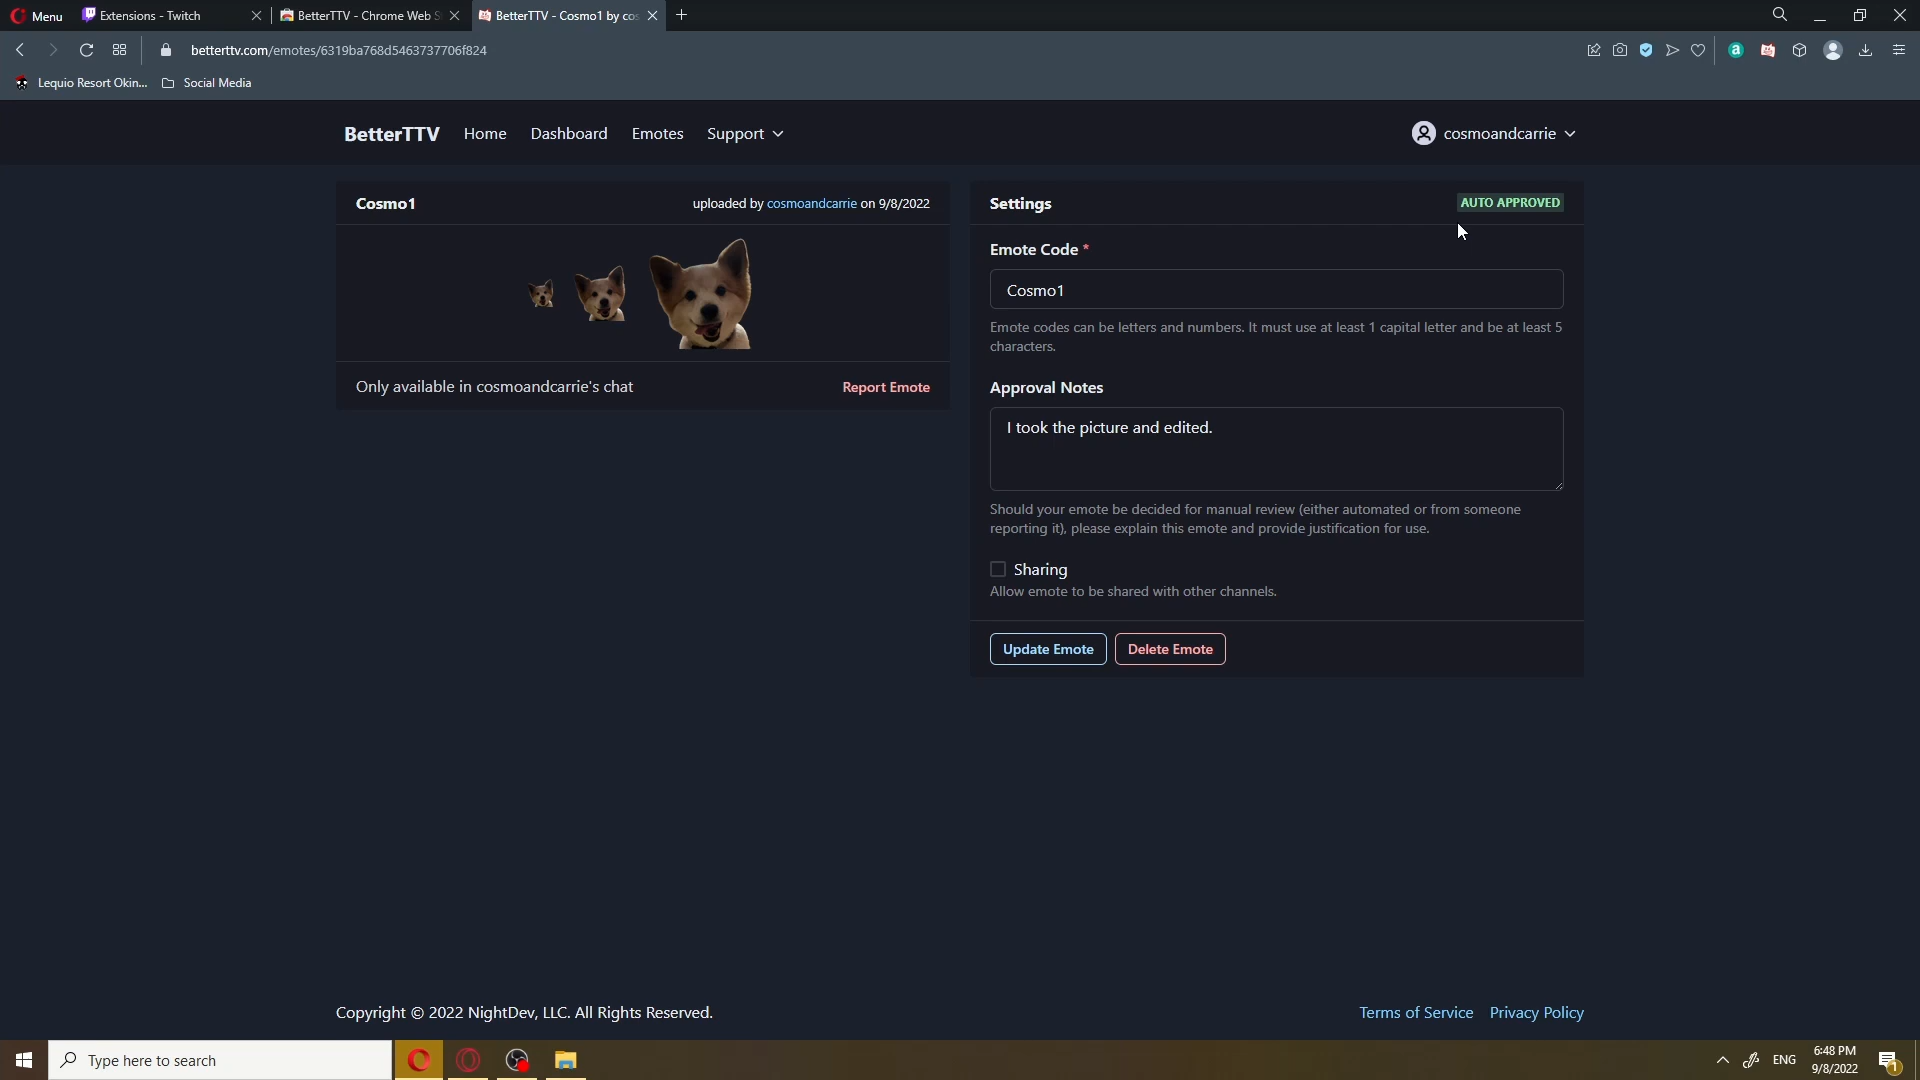 Menu
Extensions - Twitch
BetterTTV - Chrome Web S
BetterTTV - Cosmo1 by cos
betterttv.com/emotes/6319ba768d5463737706f824
Lequio Resort Okin...
Social Media
BetterTTV
Home
Dashboard
Emotes
Support
cosmoandcarrie
Cosmo1
uploaded by cosmoandcarrie on 9/8/2022
Only available in cosmoandcarrie's chat
Report Emote
Settings
AUTO APPROVED
Emote Code *
Cosmo1
Emote codes can be letters and numbers. It must use at least 1 capital letter and be at least 5
characters.
Approval Notes
I took the picture and edited.
Should your emote be decided for manual review (either automated or from someone
reporting it), please explain this emote and provide justification for use.
Sharing
Allow emote to be shared with other channels.
Update Emote
Delete Emote
Copyright © 2022 NightDev, LLC. All Rights Reserved.
Terms of Service
Privacy Policy
Type here to search
ENG
6:48 PM
9/8/2022
1